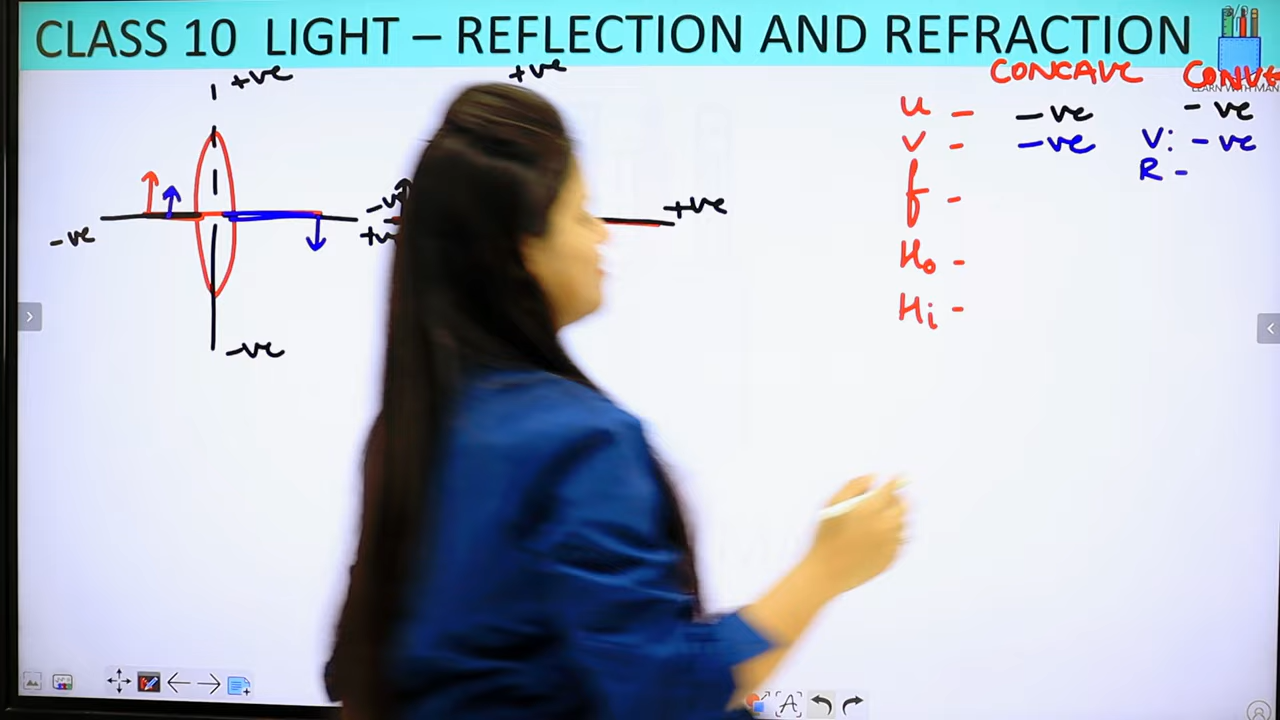 CLASS 10 LIGHT – REFLECTION AND REFRACTION
+ve
+ve
CONCAVE
u - -ve -ve
v - -ve V: -ve
R -
f -
-ve
+ve
+ve
-ve
Ho -
Hi -
-ve